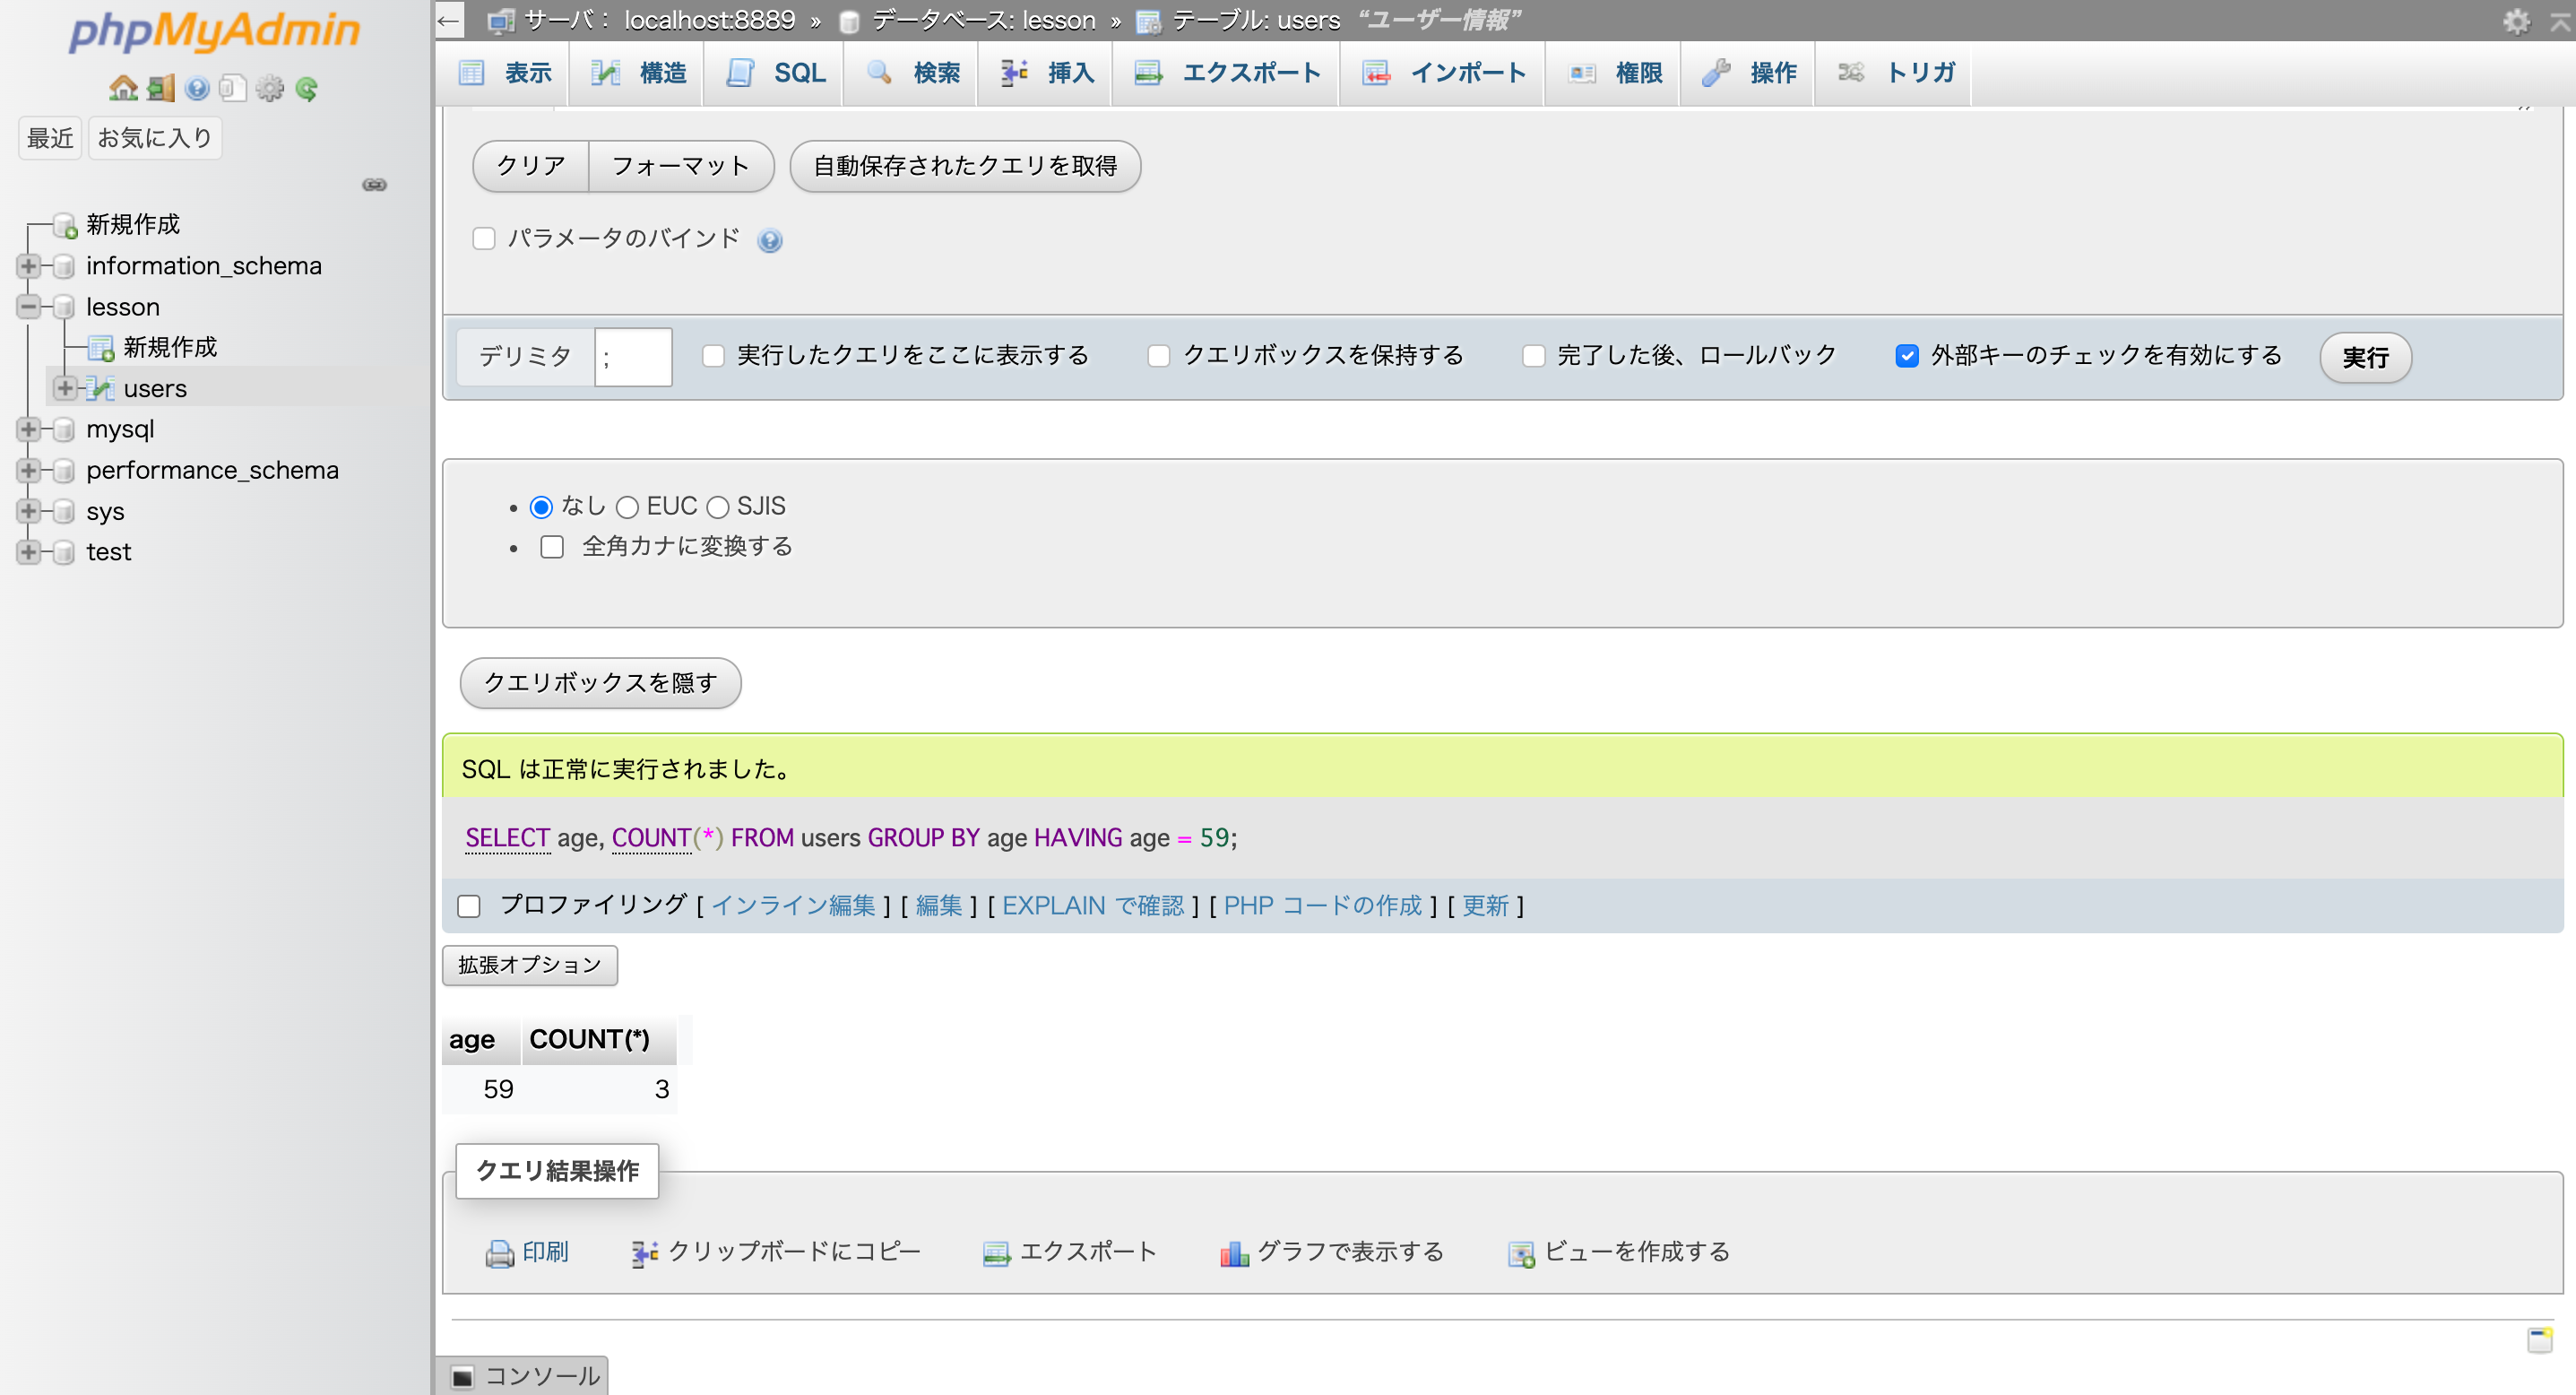 phpMyAdmin
最近 お気に入り
新規作成
information_schema
lesson
新規作成
users
mysql
performance_schema
sys
test
← サーバ： localhost:8889 » データベース: lesson » テーブル: users “ユーザー情報”
表示 構造 SQL 検索 挿入 エクスポート インポート 権限 操作 トリガ
クリア フォーマット 自動保存されたクエリを取得
パラメータのバインド
デリミタ ; 実行したクエリをここに表示する クエリボックスを保持する 完了した後、ロールバック 外部キーのチェックを有効にする 実行
• なし EUC SJIS
• 全角カナに変換する
クエリボックスを隠す
SQL は正常に実行されました。
SELECT age, COUNT(*) FROM users GROUP BY age HAVING age = 59;
プロファイリング [ インライン編集 ] [ 編集 ] [ EXPLAIN で確認 ] [ PHP コードの作成 ] [ 更新 ]
拡張オプション
age COUNT(*)
59 3
クエリ結果操作
印刷 クリップボードにコピー エクスポート グラフで表示する ビューを作成する
コンソール